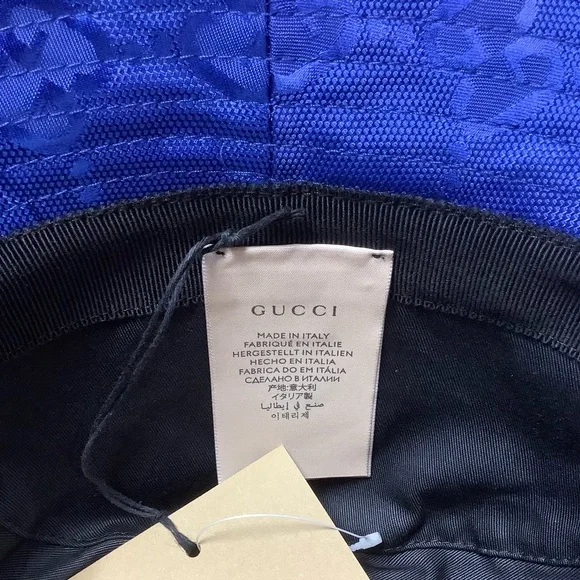 GUCCI
MADE IN ITALY
FABRIQUÉ EN ITALIE
HERGESTELLT IN ITALIEN
HECHO EN ITALIA
FABRICA DO EM ITÁLIA
СДЕЛАНО В ИТАЛИИ
产地:意大利
イタリア製
صنع في إيطاليا
이태리제